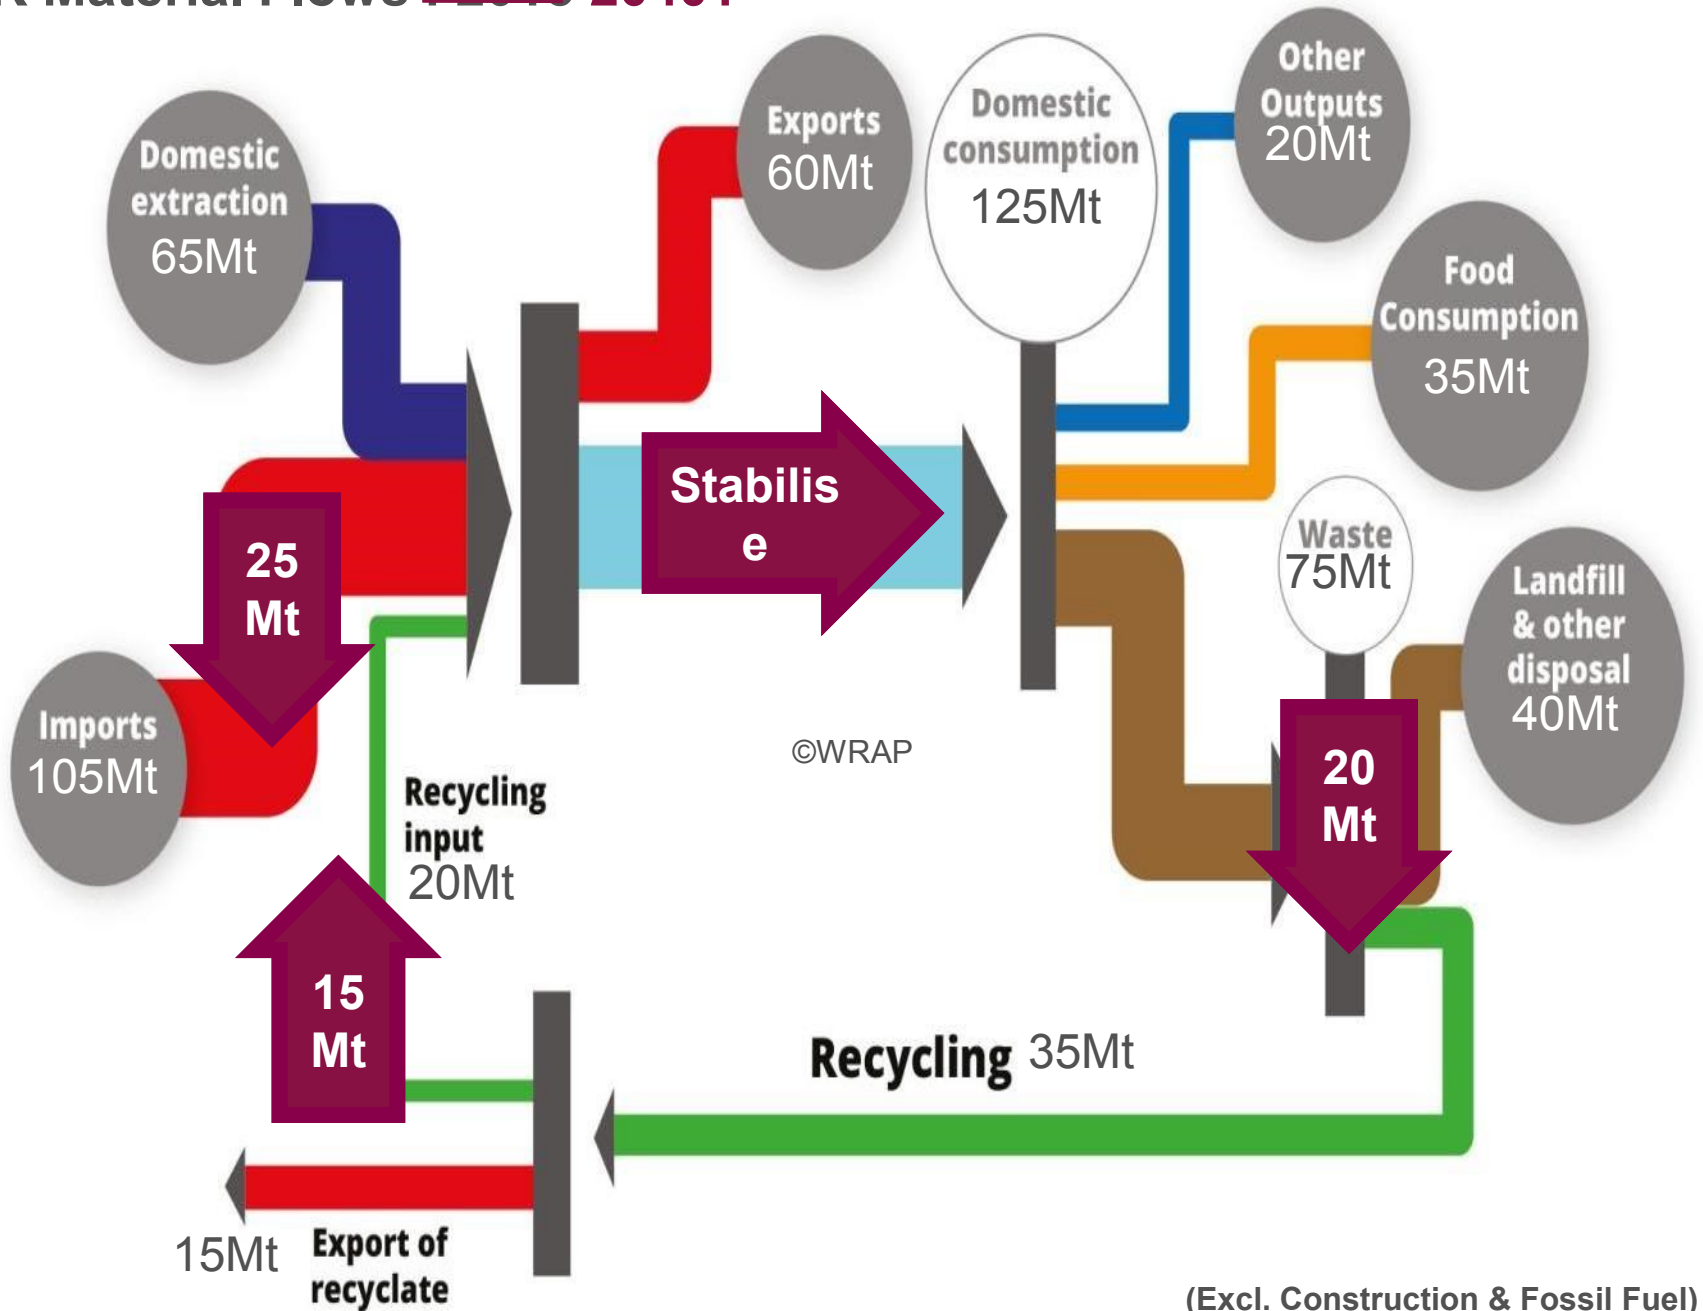 Material Flows
Other
Outputs
20Mt
Domestic
consumption
125Mt
Exports
60Mt
Domestic
extraction
65Mt
Food
Consumption
35Mt
Stabilis
e
Waste
75Mt
25
Mt
Landfill
& other
disposal
40Mt
Imports
105Mt
©WRAP
20
Mt
Recycling
input
20Mt
15
Mt
Recycling 35Mt
15Mt
Export of
recyclate
(Excl. Construction & Fossil Fuel)